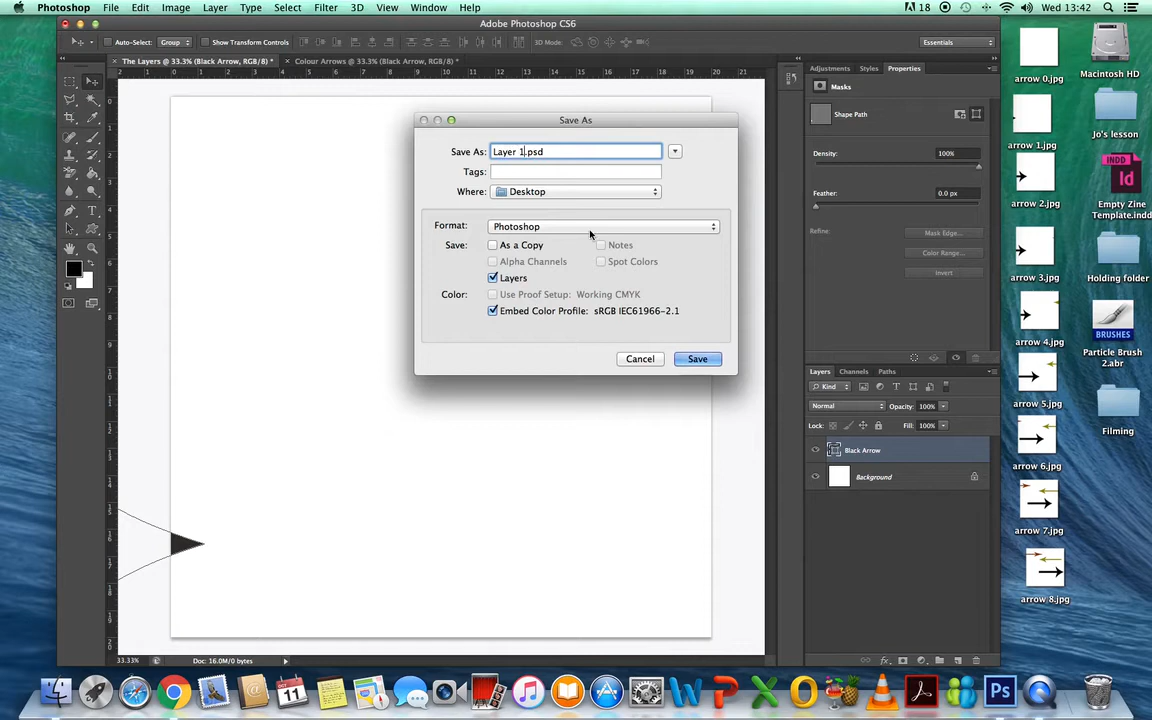 Photoshop File Edit Image Layer Type Select Filter 3D View Window Help 18 Wed 13:42
Adobe Photoshop CS6
Auto-Select: Group Show Transform Controls 3D Mode: Essentials
The Layers @ 33.3% (Black Arrow, RGB/8) * Colour Arrows @ 33.3% (Black Arrow, RGB/8) *
Adjustments Styles Properties
Masks
Shape Path
Density: 100%
Feather: 0.0 px
Refine: Mask Edge...
Color Range...
Invert
Save As
Save As: Layer 1.psd
Tags:
Where: Desktop
Format: Photoshop
Save: As a Copy Notes
Alpha Channels Spot Colors
Layers
Color: Use Proof Setup: Working CMYK
Embed Color Profile: sRGB IEC61966-2.1
Cancel Save
Layers Channels Paths
Kind
Normal Opacity: 100%
Lock: Fill: 100%
Black Arrow
Background
33.33% Doc: 16.0M/0 bytes
arrow 0.jpg
arrow 1.jpg
arrow 2.jpg
arrow 3.jpg
arrow 4.jpg
arrow 5.jpg
arrow 6.jpg
arrow 7.jpg
arrow 8.jpg
Macintosh HD
Jo's lesson
INDD
Id
Empty Zine
Template.indd
Holding folder
BRUSHES
Particle Brush
2.abr
Filming
OCT
11
Ps